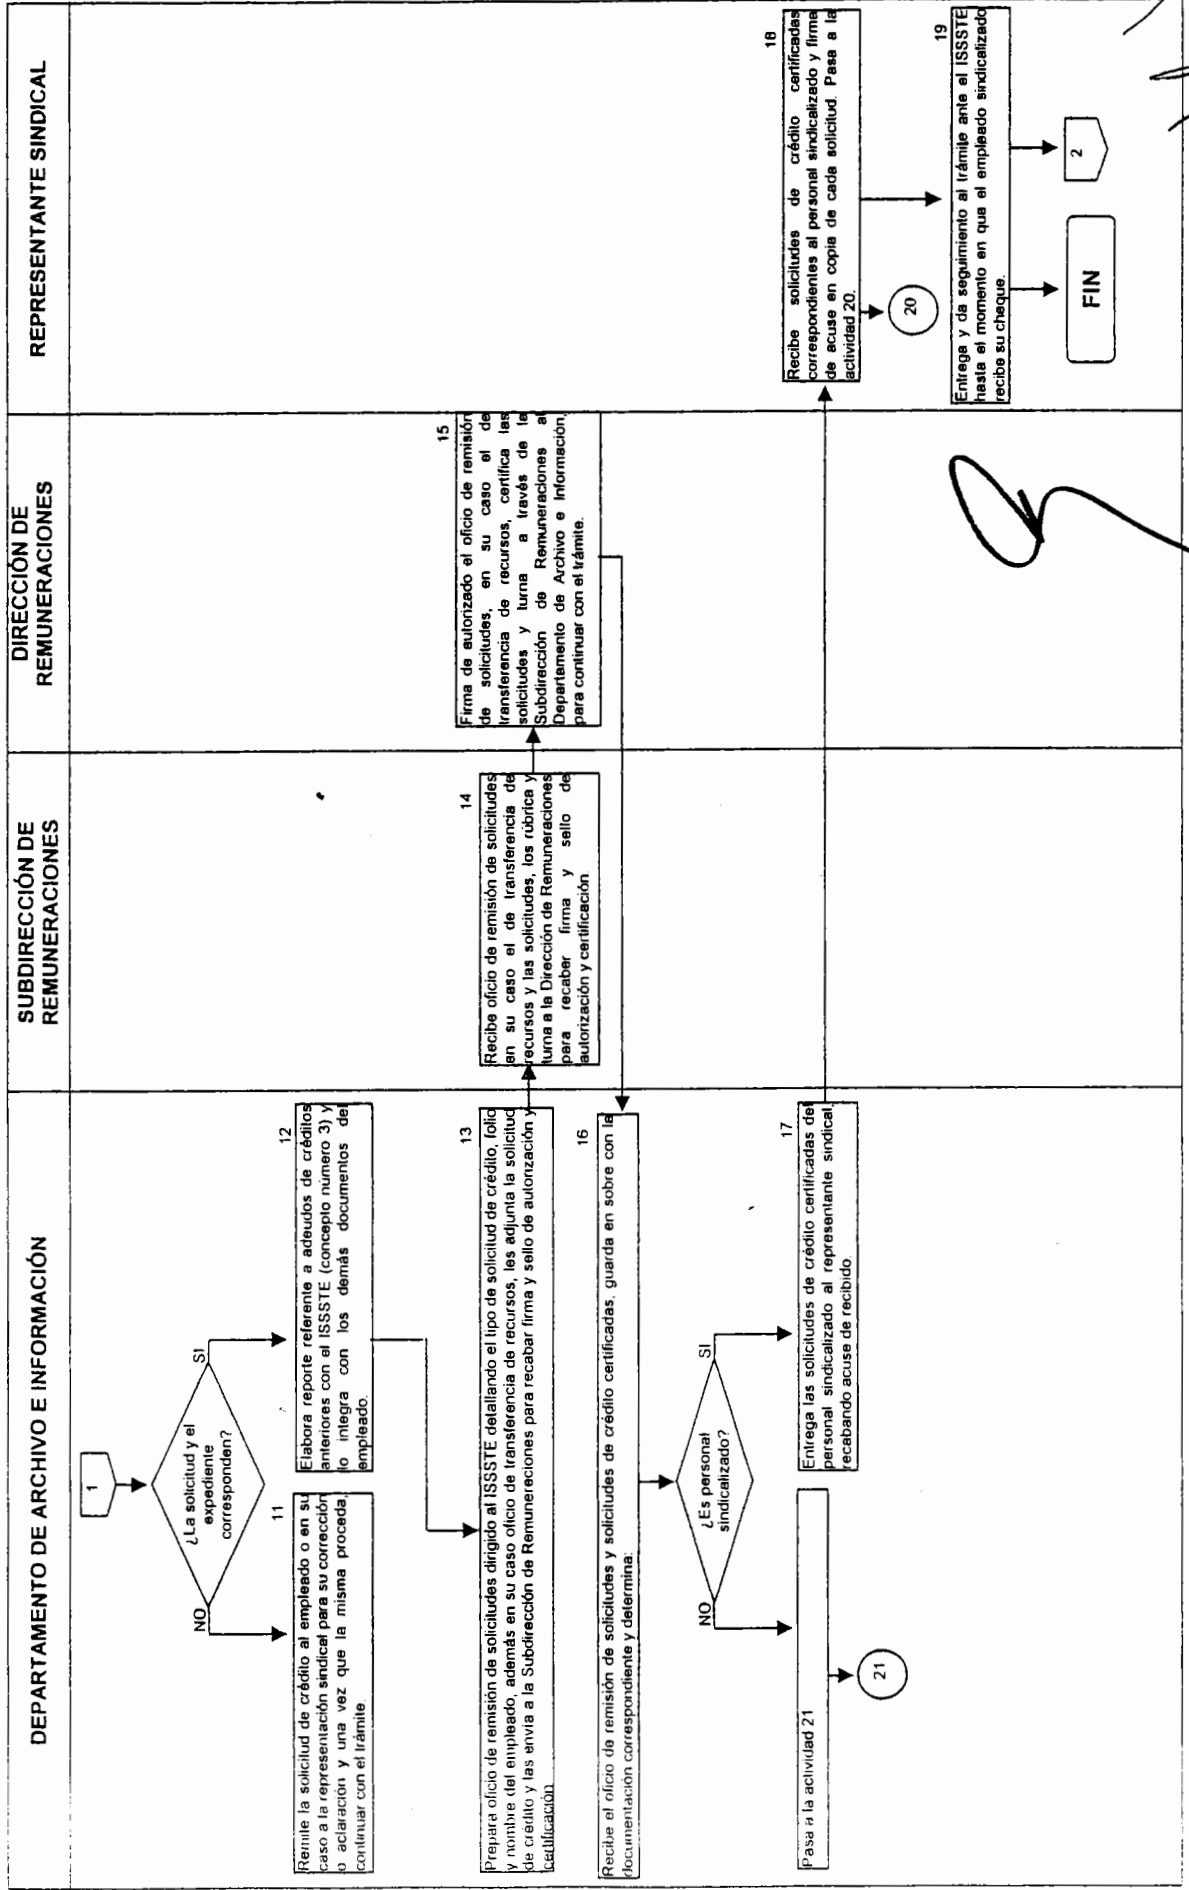 DEPARTAMENTO DE ARCHIVO E INFORMACIÓN
SUBDIRECCIÓN DE
REMUNERACIONES
DIRECCIÓN DE
REMUNERACIONES
REPRESENTANTE SINDICAL
1
¿La solicitud y el
expediente
corresponden?
NO
SI
11
Remite la solicitud de crédito al empleado o en su
caso a la representación sindical para su corrección
o aclaración y una vez que la misma proceda,
continuar con el trámite.
12
Elabora reporte referente a adeudos de créditos
anteriores con el ISSSTE (concepto número 3) y
lo integra con los demás documentos del
empleado.
13
Prepara oficio de remisión de solicitudes dirigido al ISSSTE detallando el tipo de solicitud de crédito, folio
y nombre del empleado, además en su caso oficio de transferencia de recursos, les adjunta la solicitud
de crédito y las envía a la Subdirección de Remuneraciones para recabar firma y sello de autorización y
certificación
14
Recibe oficio de remisión de solicitudes
en su caso el de transferencia de
recursos y las solicitudes, los rúbrica y
turna a la Dirección de Remuneraciones
para recaber firma y sello de
autorización y certificación
15
Firma de autorizado el oficio de remisión
de solicitudes, en su caso el de
transferencia de recursos, certifica las
solicitudes y turna a través de la
Subdirección de Remuneraciones al
Departamento de Archivo e Información,
para continuar con el trámite.
16
Recibe el oficio de remisión de solicitudes y solicitudes de crédito certificadas, guarda en sobre con la
documentación correspondiente y determina:
¿Es personal
sindicalizado?
NO
SI
Pasa a la actividad 21
21
17
Entrega las solicitudes de crédito certificadas del
personal sindicalizado al representante sindical,
recabando acuse de recibido.
18
Recibe solicitudes de crédito certificadas
correspondientes al personal sindicalizado y firma
de acuse en copia de cada solicitud. Pasa a la
actividad 20.
20
19
Entrega y da seguimiento al trámite ante el ISSSTE
hasta el momento en que el empleado sindicalizado
recibe su cheque.
FIN
2